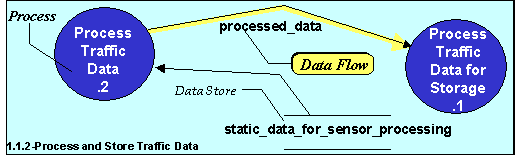 Process
Process
Traffic
Data
.2
processed_data
Data Flow
Process
Traffic
Data for
Storage
.1
Data Store
static_data_for_sensor_processing
1.1.2-Process and Store Traffic Data